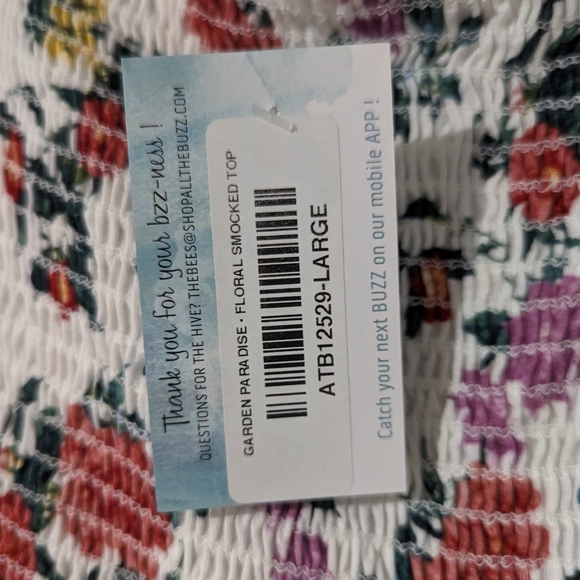 Thank you for your bzz-ness !
QUESTIONS FOR THE HIVE? THEBEES@SHOPALLTHEBUZZ.COM
GARDEN PARADISE · FLORAL SMOCKED TOP
ATB12529-LARGE
Catch your next BUZZ on our mobile APP !